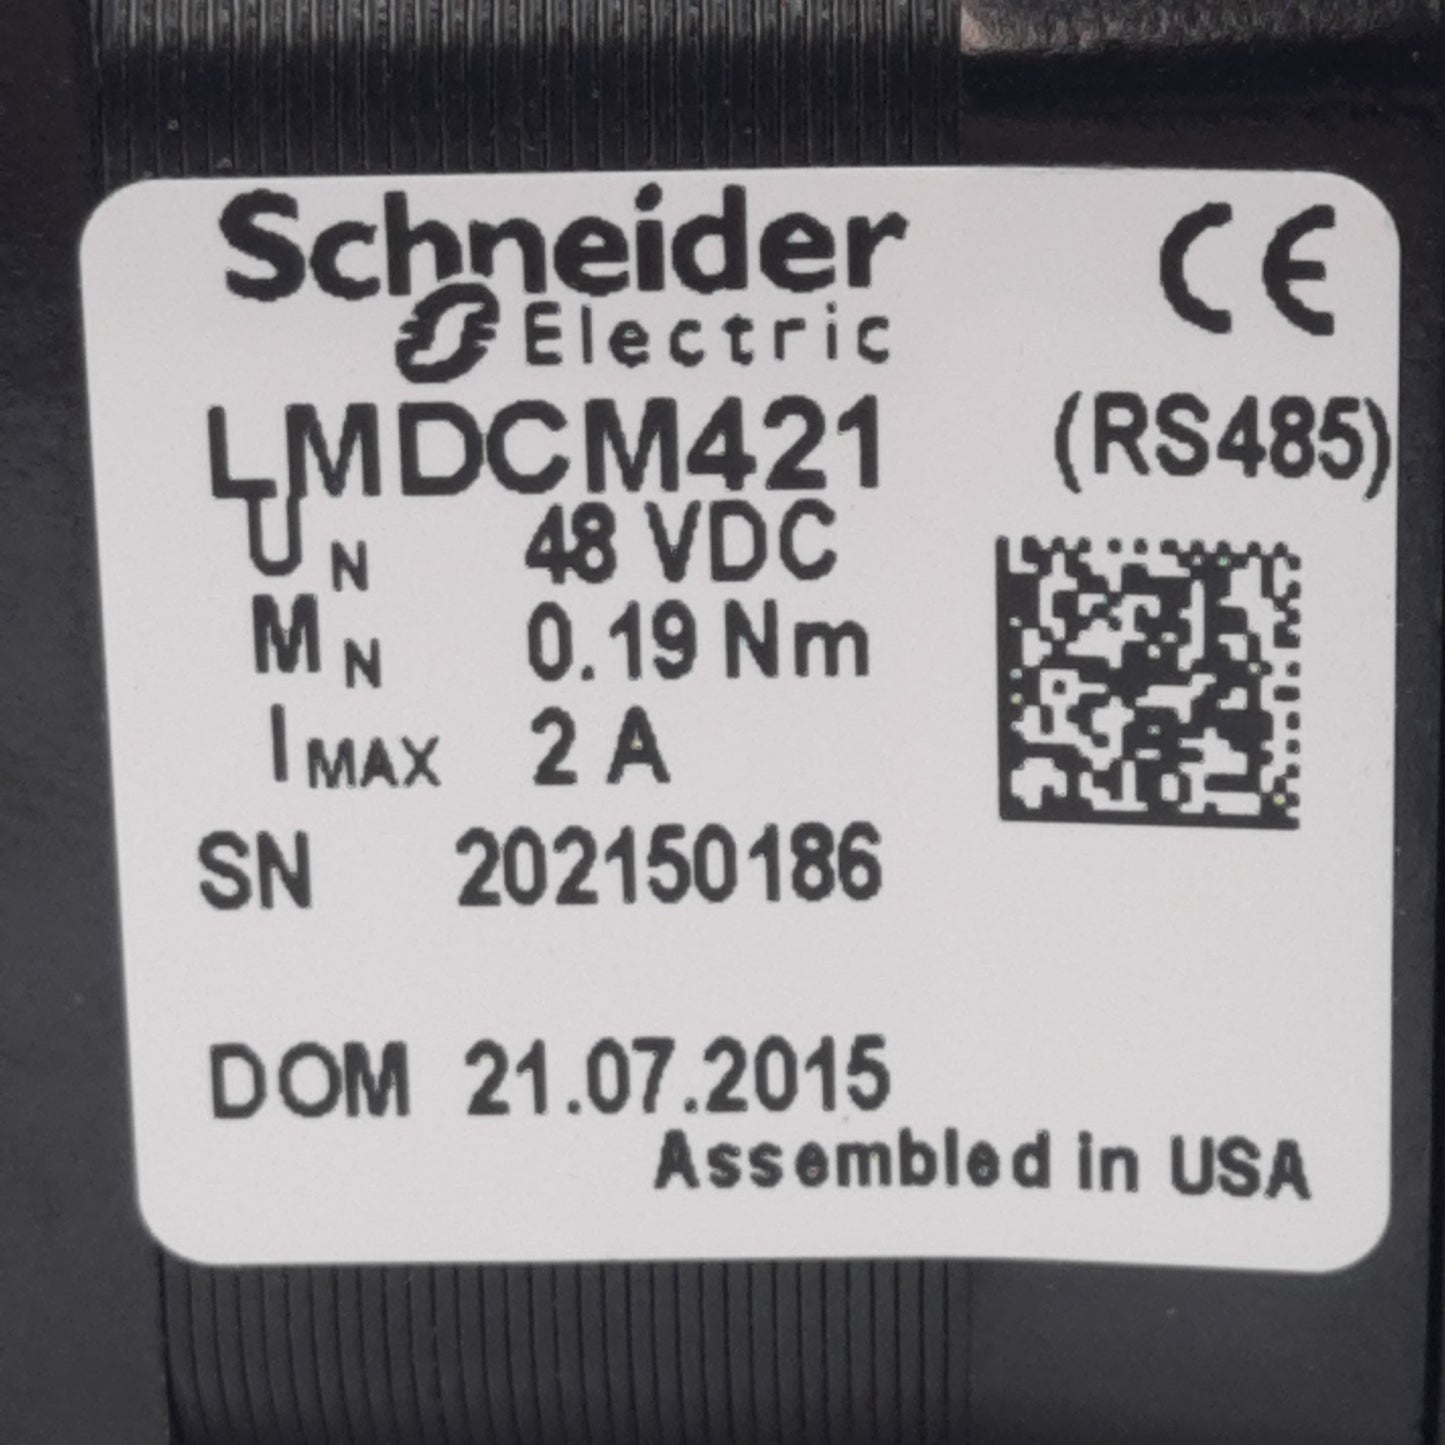 Schneider
Electric
CE
LMDCM421 (RS485)
UN 48 VDC
MN 0.19 Nm
IMAX 2 A
SN 202150186
DOM 21.07.2015
Assembled in USA